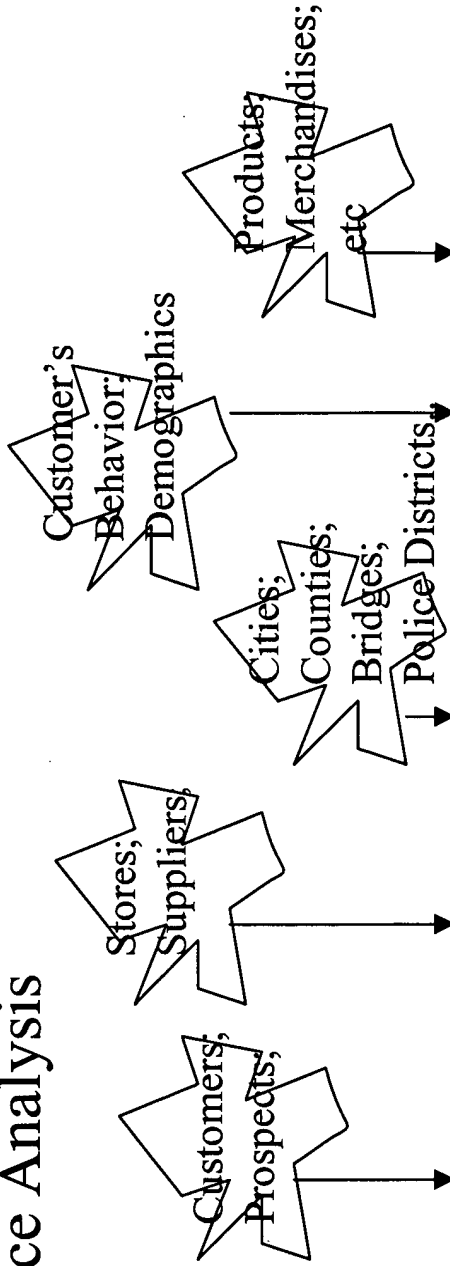 ce Analysis
Customers;
Prospects;
Stores;
Suppliers;
Cities;
Counties;
Bridges;
Police Districts..
Customer's
Behavior;
Demographics
Products;
Merchandises;
etc